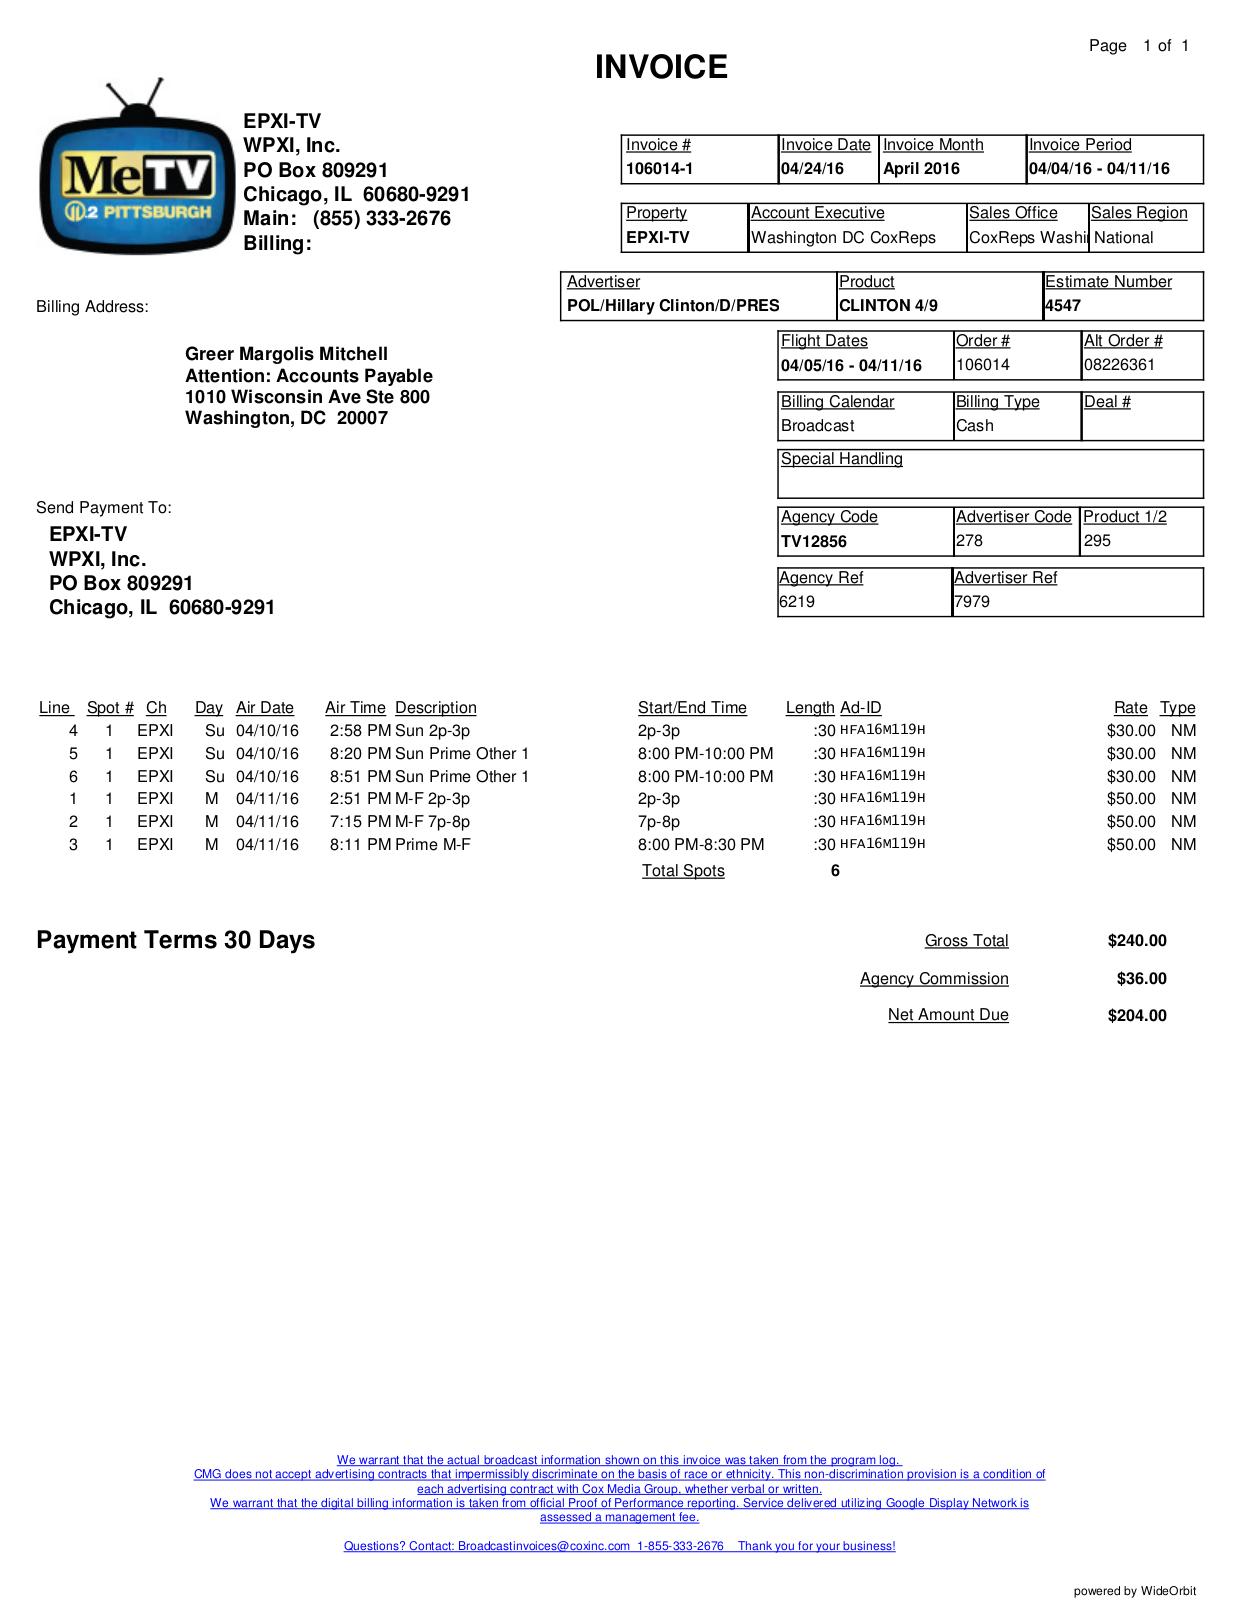 Page 1 of 1
INVOICE
MeTV
11.2 PITTSBURGH
EPXI-TV
WPXI, Inc.
PO Box 809291
Chicago, IL 60680-9291
Main: (855) 333-2676
Billing:
Invoice # Invoice Date Invoice Month Invoice Period
106014-1 04/24/16 April 2016 04/04/16 - 04/11/16
Property Account Executive Sales Office Sales Region
EPXI-TV Washington DC CoxReps CoxReps Washi National
Advertiser Product Estimate Number
POL/Hillary Clinton/D/PRES CLINTON 4/9 4547
Billing Address:
Greer Margolis Mitchell
Attention: Accounts Payable
1010 Wisconsin Ave Ste 800
Washington, DC 20007
Flight Dates Order # Alt Order #
04/05/16 - 04/11/16 106014 08226361
Billing Calendar Billing Type Deal #
Broadcast Cash
Special Handling
Send Payment To:
EPXI-TV
WPXI, Inc.
PO Box 809291
Chicago, IL 60680-9291
Agency Code Advertiser Code Product 1/2
TV12856 278 295
Agency Ref Advertiser Ref
6219 7979
Line Spot # Ch Day Air Date Air Time Description Start/End Time Length Ad-ID Rate Type
4 1 EPXI Su 04/10/16 2:58 PM Sun 2p-3p 2p-3p :30 HFA16M119H $30.00 NM
5 1 EPXI Su 04/10/16 8:20 PM Sun Prime Other 1 8:00 PM-10:00 PM :30 HFA16M119H $30.00 NM
6 1 EPXI Su 04/10/16 8:51 PM Sun Prime Other 1 8:00 PM-10:00 PM :30 HFA16M119H $30.00 NM
1 1 EPXI M 04/11/16 2:51 PM M-F 2p-3p 2p-3p :30 HFA16M119H $50.00 NM
2 1 EPXI M 04/11/16 7:15 PM M-F 7p-8p 7p-8p :30 HFA16M119H $50.00 NM
3 1 EPXI M 04/11/16 8:11 PM Prime M-F 8:00 PM-8:30 PM :30 HFA16M119H $50.00 NM
Total Spots 6
Payment Terms 30 Days
Gross Total $240.00
Agency Commission $36.00
Net Amount Due $204.00
We warrant that the actual broadcast information shown on this invoice was taken from the program log.
CMG does not accept advertising contracts that impermissibly discriminate on the basis of race or ethnicity. This non-discrimination provision is a condition of
each advertising contract with Cox Media Group, whether verbal or written.
We warrant that the digital billing information is taken from official Proof of Performance reporting. Service delivered utilizing Google Display Network is
assessed a management fee.
Questions? Contact: Broadcastinvoices@coxinc.com 1-855-333-2676 Thank you for your business!
powered by WideOrbit